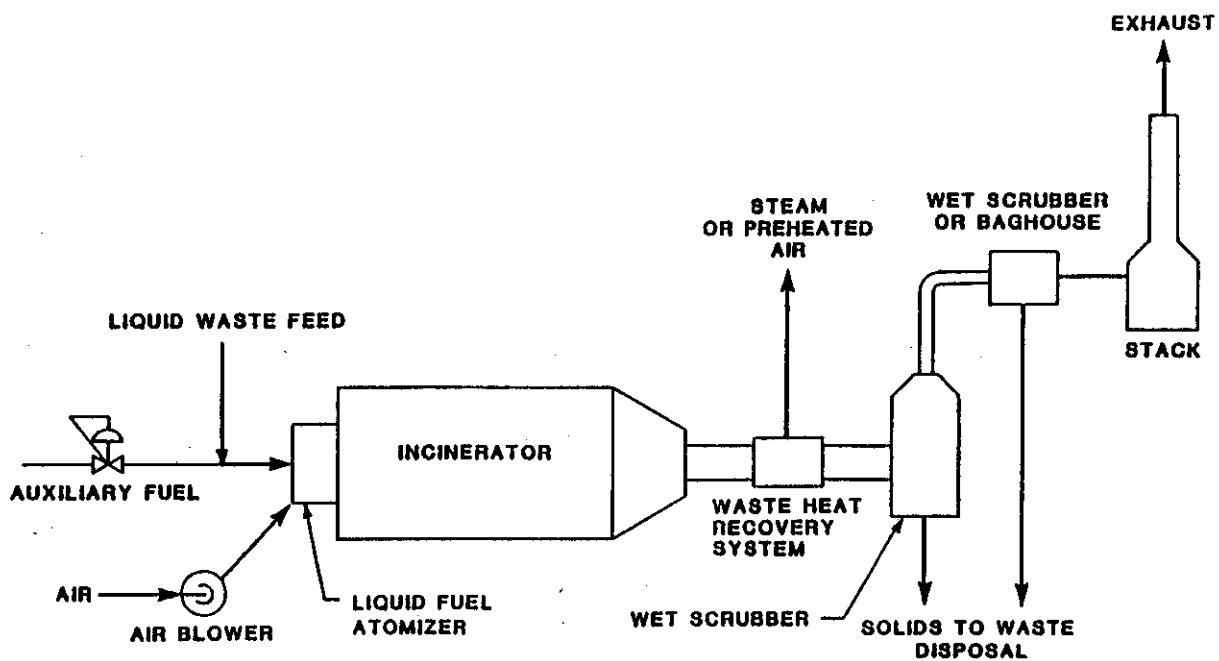 EXHAUST
STEAM
OR PREHEATED
AIR
WET SCRUBBER
OR BAGHOUSE
LIQUID WASTE FEED
STACK
INCINERATOR
AUXILIARY FUEL
WASTE HEAT
RECOVERY
SYSTEM
AIR
AIR BLOWER
LIQUID FUEL
ATOMIZER
WET SCRUBBER
SOLIDS TO WASTE
DISPOSAL